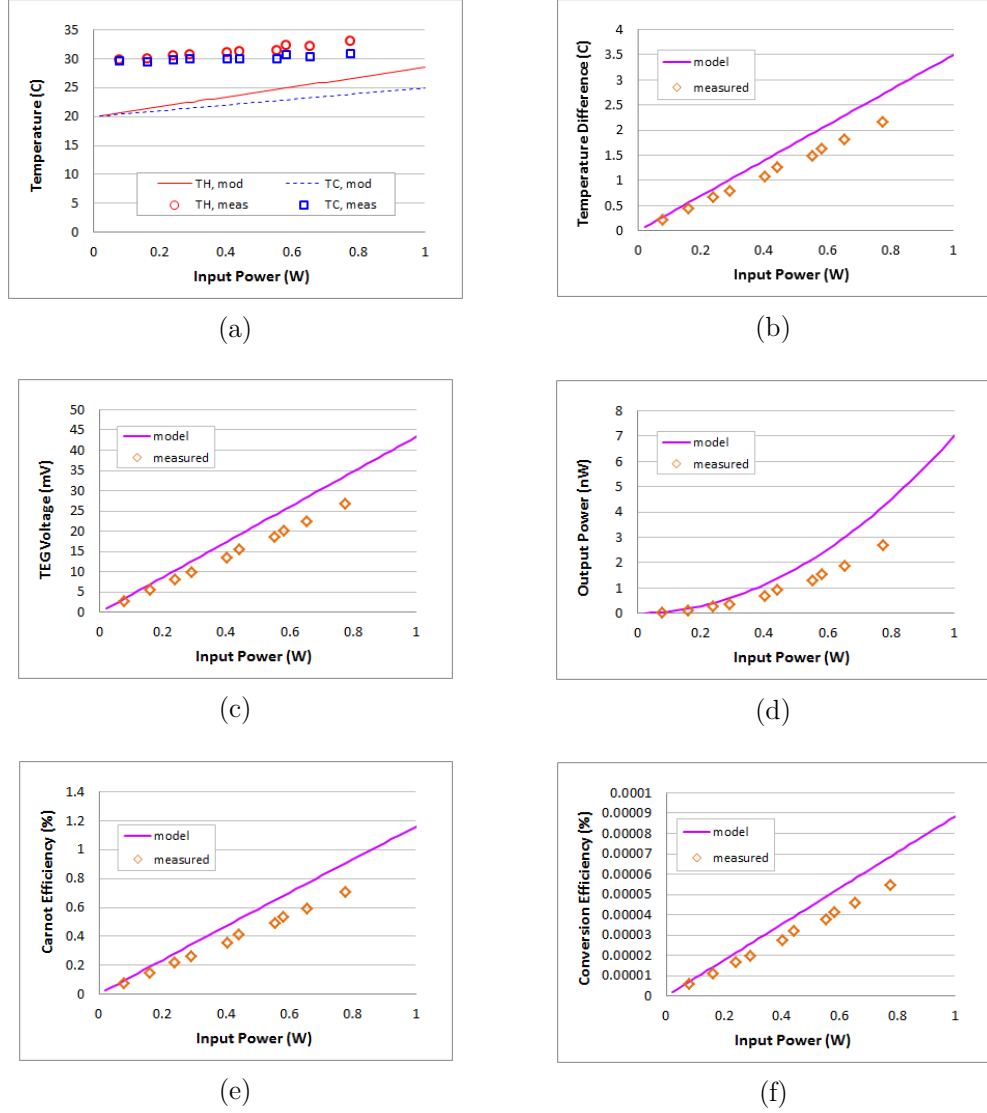 35
30
25
20
15
10
5
0
Temperature (C)
TH, mod
TC, mod
TH, meas
TC, meas
0 0.2 0.4 0.6 0.8 1
Input Power (W)
(a)
4
3.5
3
2.5
2
1.5
1
0.5
0
Temperature Difference (C)
model
measured
0 0.2 0.4 0.6 0.8 1
Input Power (W)
(b)
50
45
40
35
30
25
20
15
10
5
0
TEG Voltage (mV)
model
measured
0 0.2 0.4 0.6 0.8 1
Input Power (W)
(c)
8
7
6
5
4
3
2
1
0
Output Power (nW)
model
measured
0 0.2 0.4 0.6 0.8 1
Input Power (W)
(d)
1.4
1.2
1
0.8
0.6
0.4
0.2
0
Carnot Efficiency (%)
model
measured
0 0.2 0.4 0.6 0.8 1
Input Power (W)
(e)
0.0001
0.00009
0.00008
0.00007
0.00006
0.00005
0.00004
0.00003
0.00002
0.00001
0
Conversion Efficiency (%)
model
measured
0 0.2 0.4 0.6 0.8 1
Input Power (W)
(f)